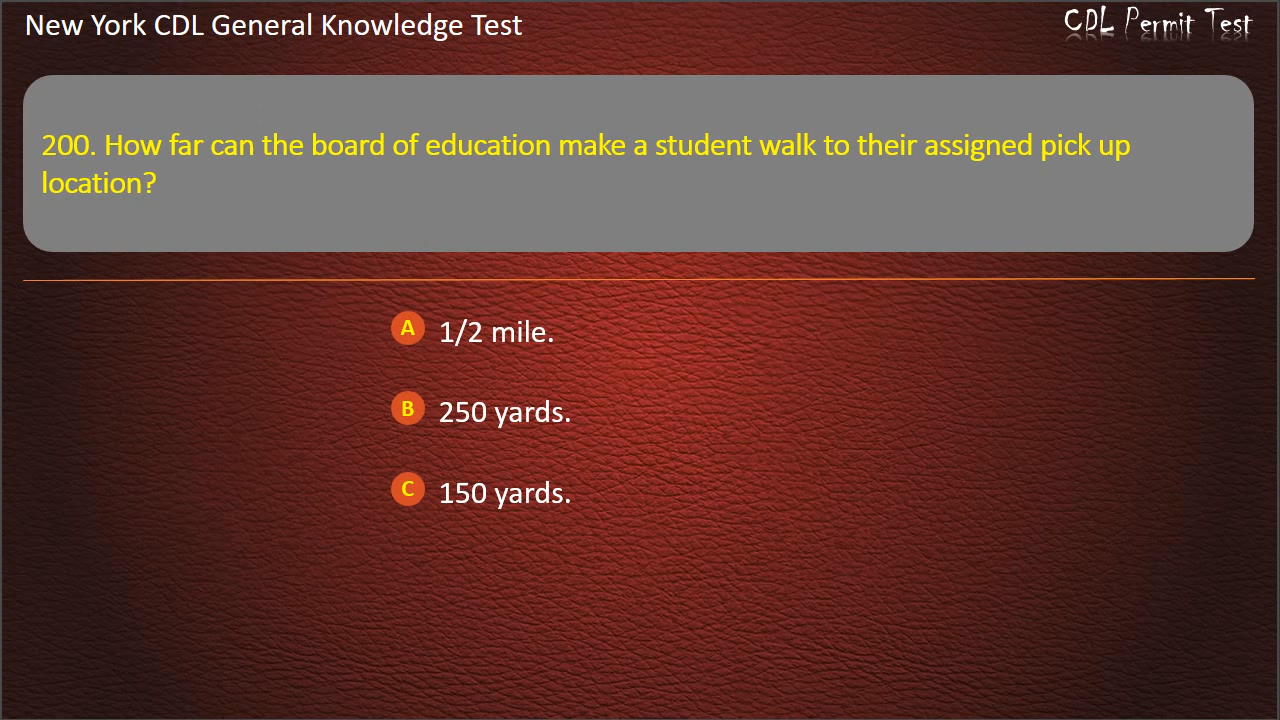 New York CDL General Knowledge Test
CDL Permit Test
200. How far can the board of education make a student walk to their assigned pick up
location?
A 1/2 mile.
B 250 yards.
C 150 yards.